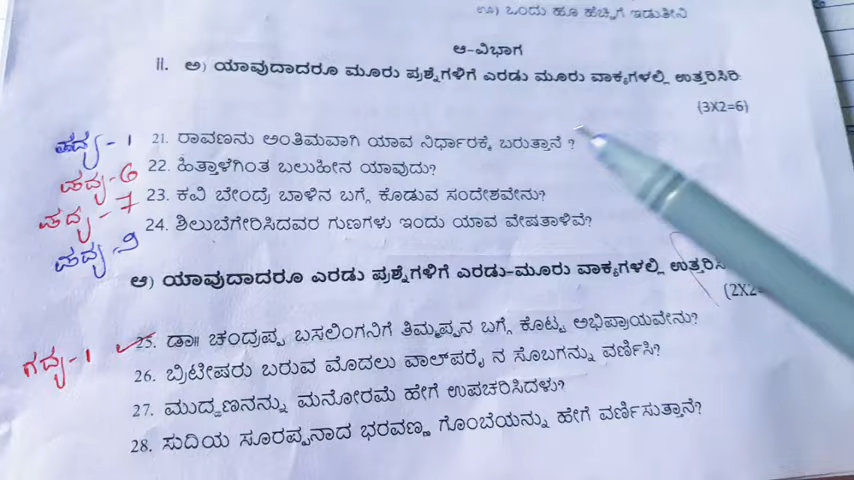 ಊ) ಒಂದು ಹೂ ಹೆಚ್ಚಿಗೆ ಇಡುತೀನಿ
ಆ-ವಿಭಾಗ
II. ಅ) ಯಾವುದಾದರೂ ಮೂರು ಪ್ರಶ್ನೆಗಳಿಗೆ ಎರಡು ಮೂರು ವಾಕ್ಯಗಳಲ್ಲಿ ಉತ್ತರಿಸಿರಿ:
(3X2=6)
ಪದ್ಯ - 1 21. ರಾವಣನು ಅಂತಿಮವಾಗಿ ಯಾವ ನಿರ್ಧಾರಕ್ಕೆ ಬರುತ್ತಾನೆ ?
ಪದ್ಯ - 6 22. ಹಿತ್ತಾಳೆಗಿಂತ ಬಲುಹೀನ ಯಾವುದು?
ಪದ್ಯ - 7 23. ಕವಿ ಬೇಂದ್ರೆ ಬಾಳಿನ ಬಗ್ಗೆ ಕೊಡುವ ಸಂದೇಶವೇನು?
ಪದ್ಯ - 24. ಶಿಲುಬೆಗೇರಿಸಿದವರ ಗುಣಗಳು ಇಂದು ಯಾವ ವೇಷತಾಳಿವೆ?
ಆ) ಯಾವುದಾದರೂ ಎರಡು ಪ್ರಶ್ನೆಗಳಿಗೆ ಎರಡು-ಮೂರು ವಾಕ್ಯಗಳಲ್ಲಿ ಉತ್ತರಿಸಿ
(2X2=
ಗದ್ಯ - 1 25. ಡಾ॥ ಚಂದ್ರಪ್ಪ ಬಸಲಿಂಗನಿಗೆ ತಿಮ್ಮಪ್ಪನ ಬಗ್ಗೆ ಕೊಟ್ಟ ಅಭಿಪ್ರಾಯವೇನು?
26. ಬ್ರಿಟೀಷರು ಬರುವ ಮೊದಲು ವಾಲ್‌ಪರೈ ನ ಸೊಬಗನ್ನು ವರ್ಣಿಸಿ?
27. ಮುದ್ದಣನನ್ನು ಮನೋರಮೆ ಹೇಗೆ ಉಪಚರಿಸಿದಳು?
28. ಸುದಿಯ ಸೂರಪ್ಪನಾದ ಭರವಣ್ಣ ಗೊಂಬೆಯನ್ನು ಹೇಗೆ ವರ್ಣಿಸುತ್ತಾನೆ?